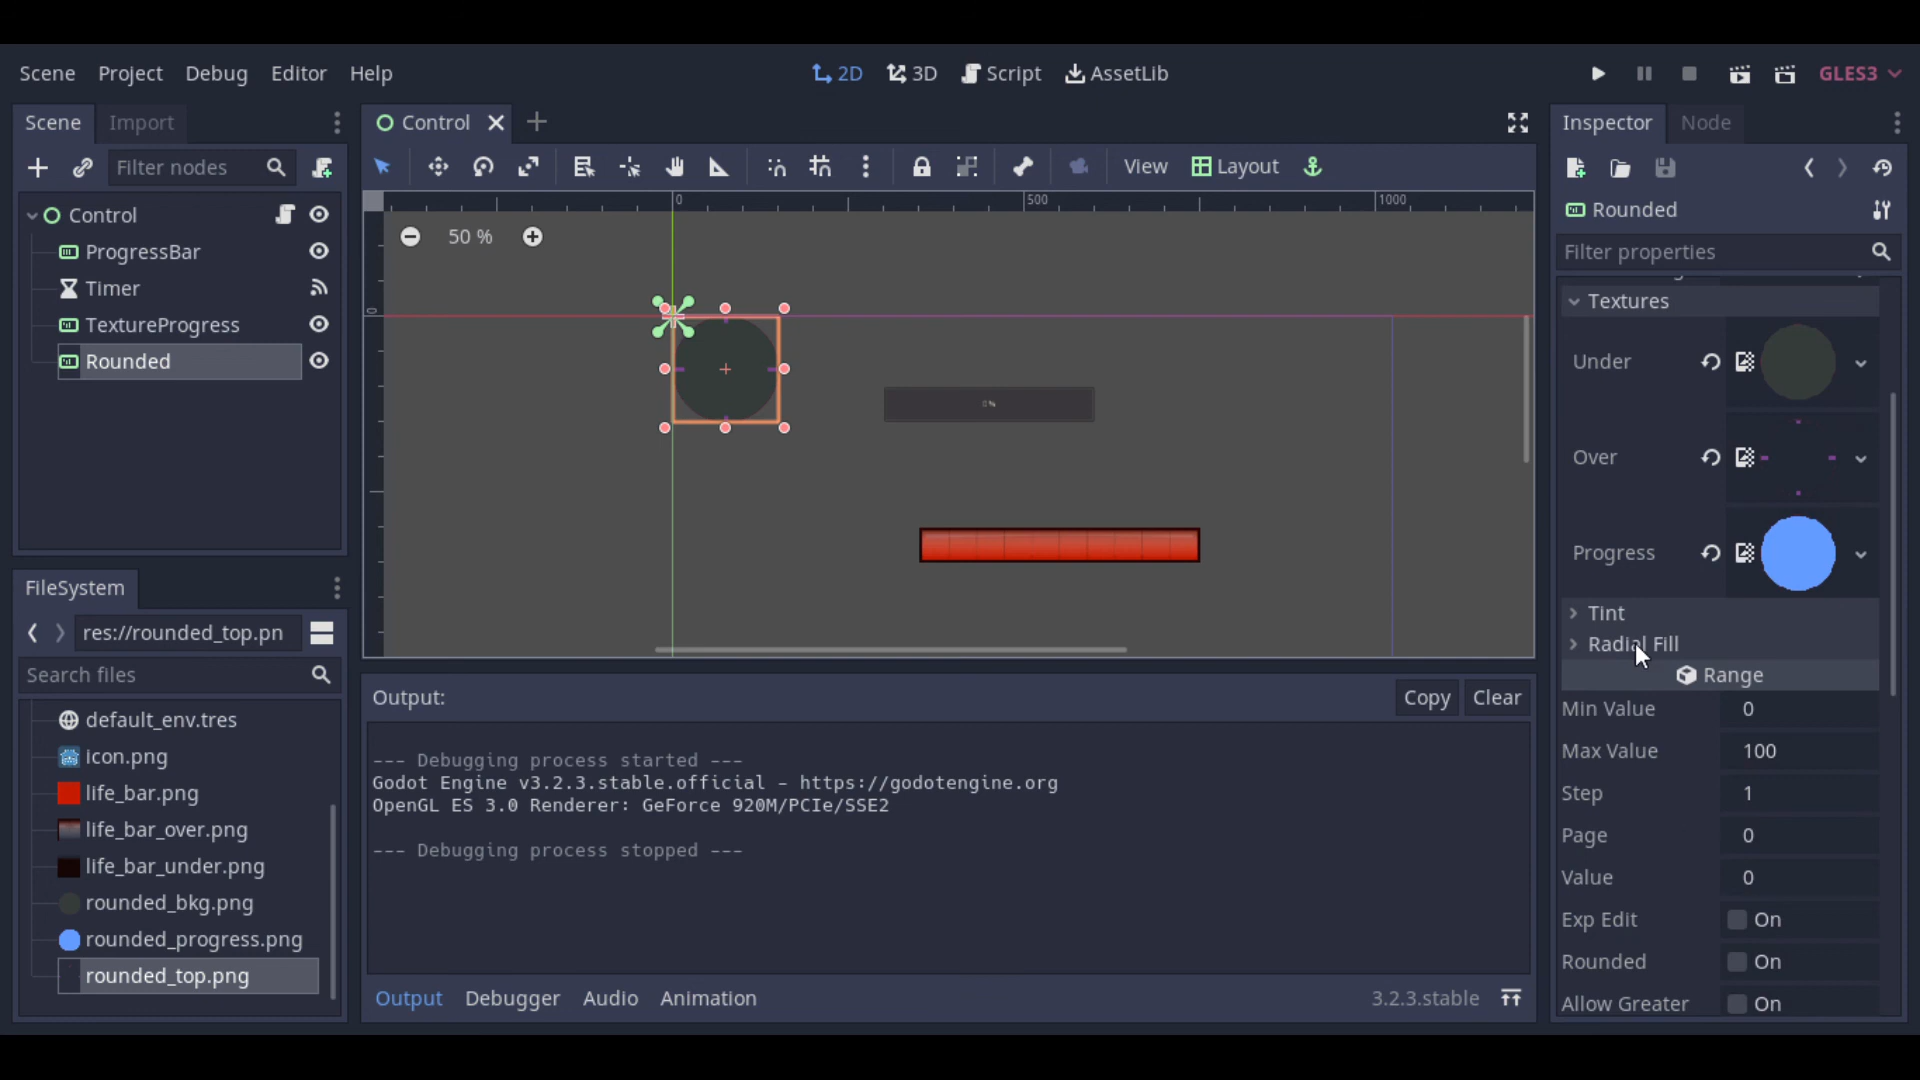 Scene Project Debug Editor Help 2D 3D Script AssetLib GLES3
Scene Import
Filter nodes
Control
ProgressBar
Timer
TextureProgress
Rounded
FileSystem
res://rounded_top.pn
Search files
default_env.tres
icon.png
life_bar.png
life_bar_over.png
life_bar_under.png
rounded_bkg.png
rounded_progress.png
rounded_top.png
Control
View Layout
0 500 1000
0
50 %
Output: Copy Clear
--- Debugging process started ---
Godot Engine v3.2.3.stable.official - https://godotengine.org
OpenGL ES 3.0 Renderer: GeForce 920M/PCIe/SSE2
--- Debugging process stopped ---
Output Debugger Audio Animation 3.2.3.stable
Inspector Node
Rounded
Filter properties
Textures
Under
Over
Progress
Tint
Radial Fill
Range
Min Value 0
Max Value 100
Step 1
Page 0
Value 0
Exp Edit On
Rounded On
Allow Greater On